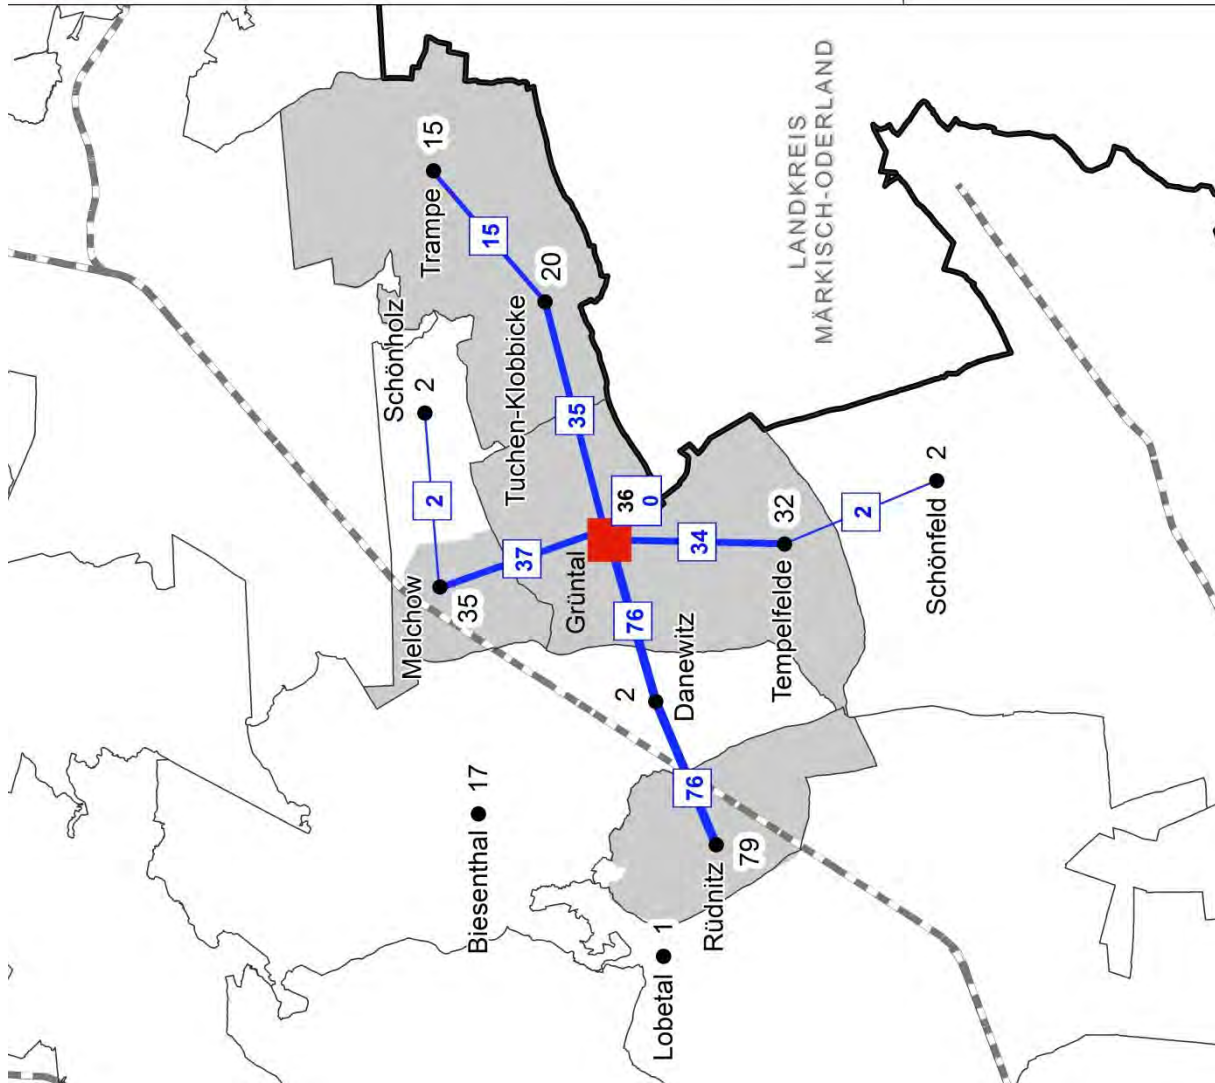 LANDKREIS
MÄRKISCH-ODERLAND
Trampe
15
15
Tuchen-Klobbicke
20
Schönholz
2
2
35
Melchow
35
37
Grüntal
36
0
34
76
Danewitz
2
Tempelfelde
32
2
Schönfeld
2
76
Rüdnitz
79
Biesenthal
17
Lobetal
1